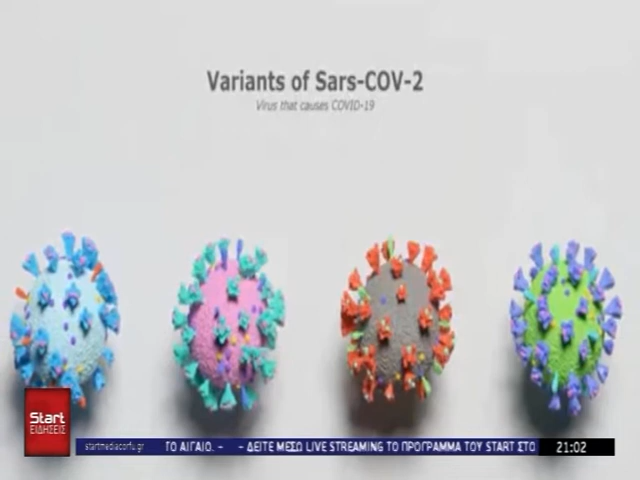 Variants of Sars-COV-2
Virus that causes COVID-19
Start
ΕΙΔΗΣΕΙΣ
startmediacorfu.gr
ΤΟ ΑΙΓΑΙΟ. – – ΔΕΙΤΕ ΜΕΣΩ LIVE STREAMING ΤΟ ΠΡΟΓΡΑΜΜΑ ΤΟΥ START ΣΤΟ
21:02